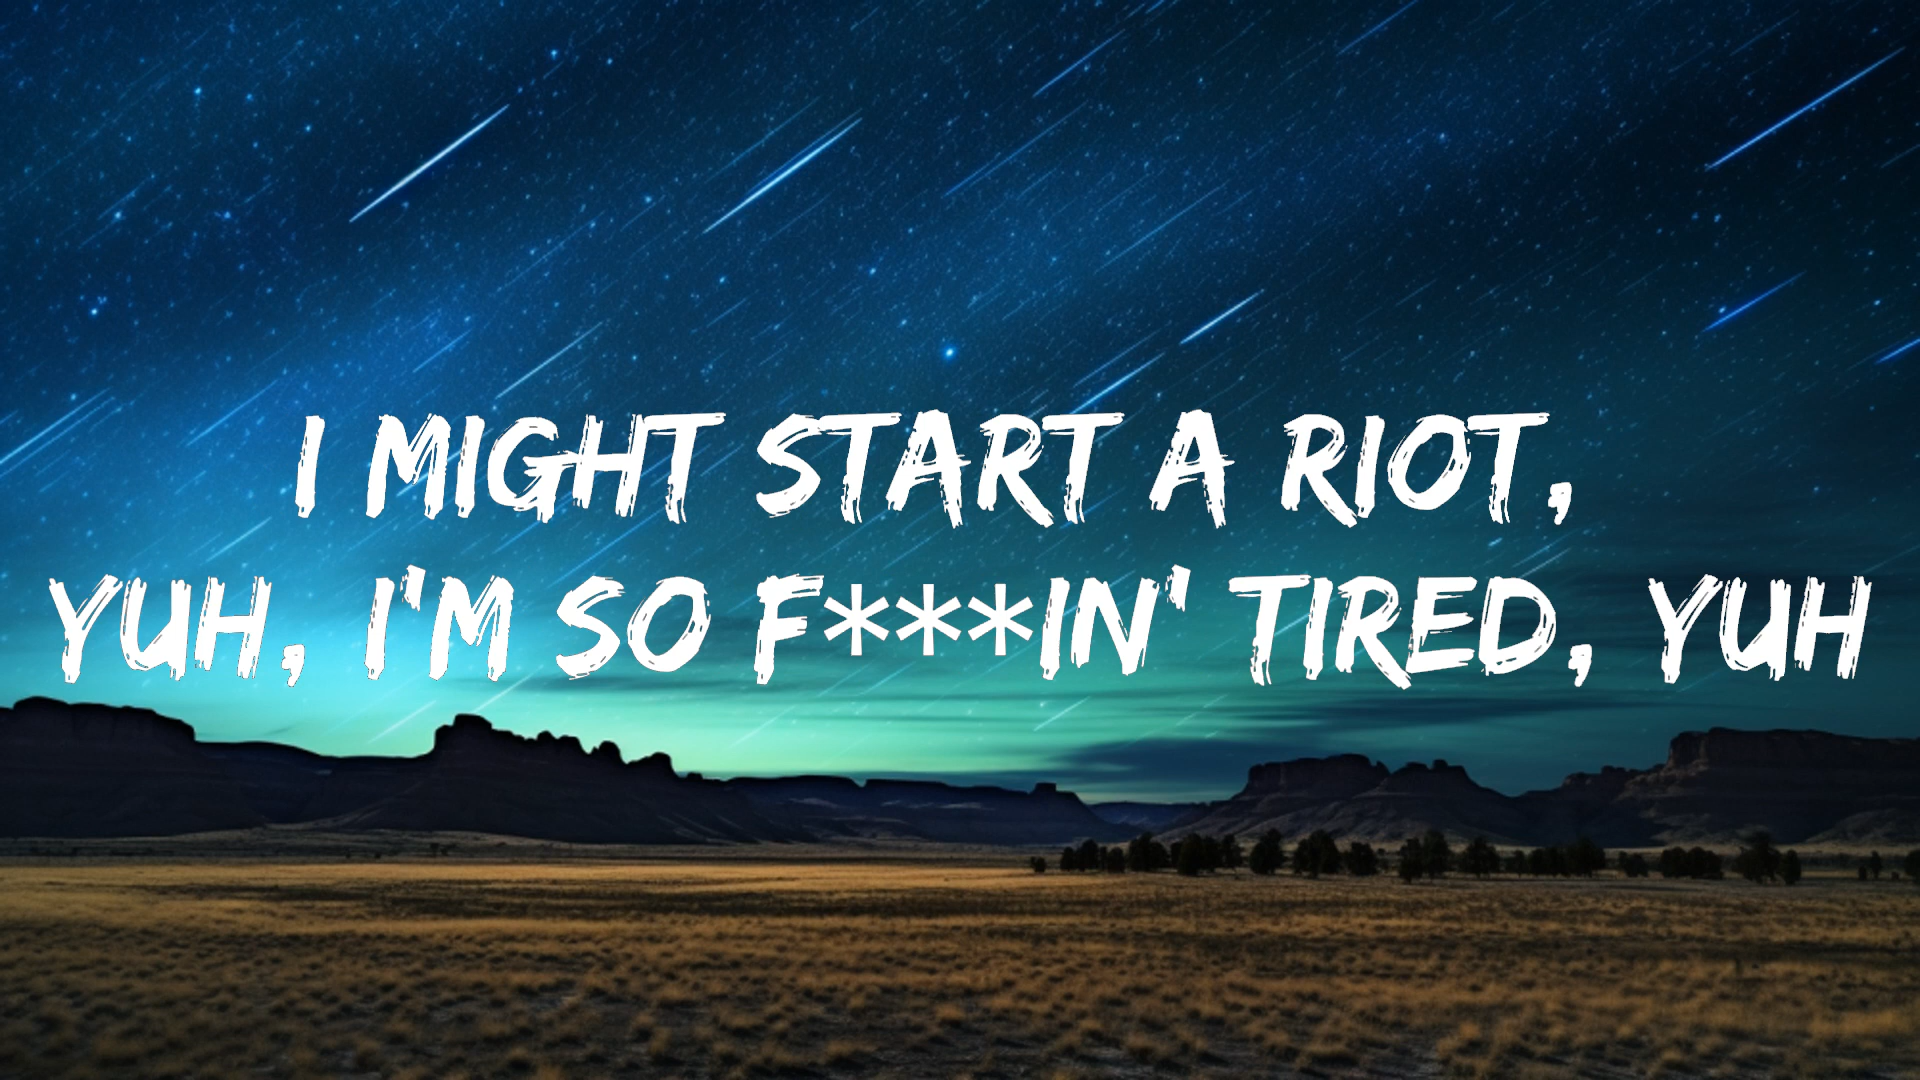 I MIGHT START A RIOT,
YUH, I'M SO F***IN' TIRED, YUH